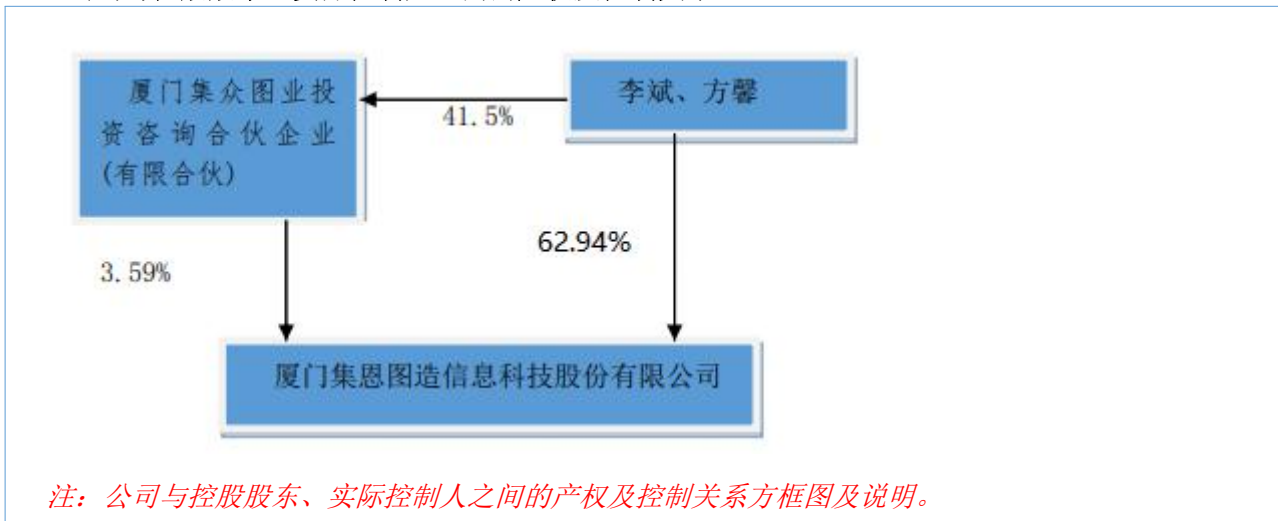 厦门集众图业投
资咨询合伙企业
(有限合伙)
41.5%
李斌、方馨
3.59%
62.94%
厦门集恩图造信息科技股份有限公司
注：公司与控股股东、实际控制人之间的产权及控制关系方框图及说明。